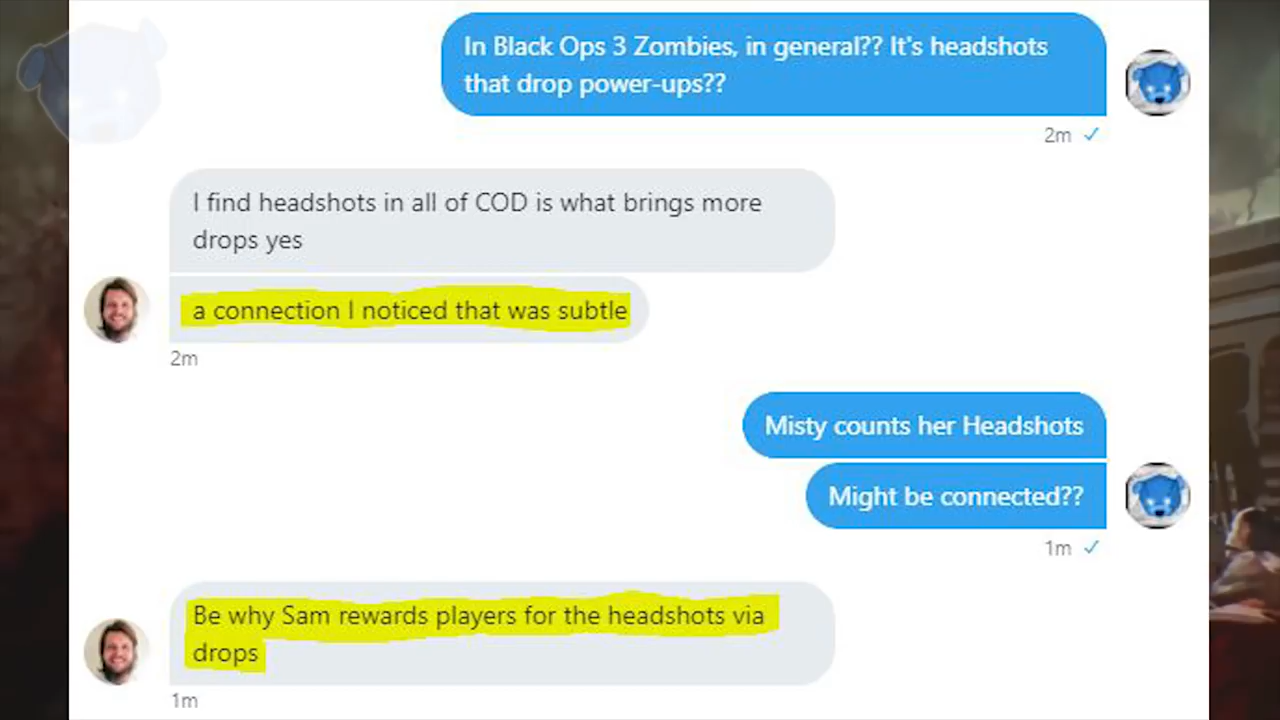 In Black Ops 3 Zombies, in general?? It's headshots
that drop power-ups??
2m
I find headshots in all of COD is what brings more
drops yes
a connection I noticed that was subtle
2m
Misty counts her Headshots
Might be connected??
1m
Be why Sam rewards players for the headshots via
drops
1m